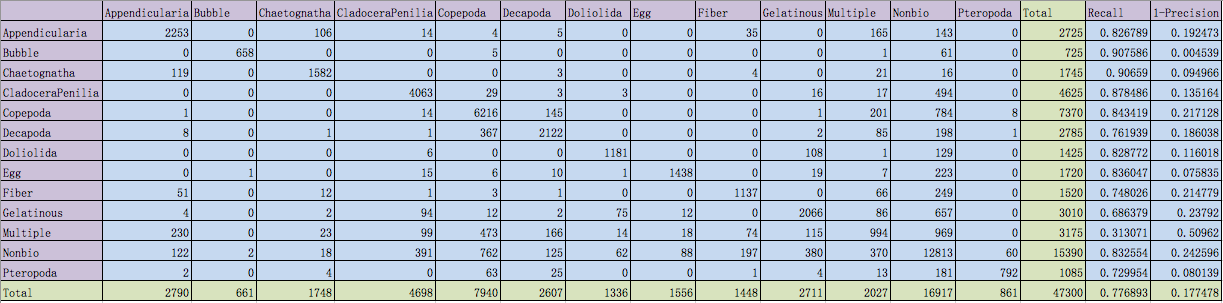 Appendicularia Bubble Chaetognatha CladoceraPenilia Copepoda Decapoda Doliolida Egg Fiber Gelatinous Multiple Nonbio Pteropoda Total Recall 1-Precision
Appendicularia 2253 0 106 14 4 5 0 0 35 0 165 143 0 2725 0.826789 0.192473
Bubble 0 658 0 0 5 0 0 0 0 0 1 61 0 725 0.907586 0.004539
Chaetognatha 119 0 1582 0 0 3 0 0 4 0 21 16 0 1745 0.90659 0.094966
CladoceraPenilia 0 0 0 4063 29 3 3 0 0 16 17 494 0 4625 0.878486 0.135164
Copepoda 1 0 0 14 6216 145 0 0 0 1 201 784 8 7370 0.843419 0.217128
Decapoda 8 0 1 1 367 2122 0 0 0 2 85 198 1 2785 0.761939 0.186038
Doliolida 0 0 0 6 0 0 1181 0 0 108 1 129 0 1425 0.828772 0.116018
Egg 0 1 0 15 6 10 1 1438 0 19 7 223 0 1720 0.836047 0.075835
Fiber 51 0 12 1 3 1 0 0 1137 0 66 249 0 1520 0.748026 0.214779
Gelatinous 4 0 2 94 12 2 75 12 0 2066 86 657 0 3010 0.686379 0.23792
Multiple 230 0 23 99 473 166 14 18 74 115 994 969 0 3175 0.313071 0.50962
Nonbio 122 2 18 391 762 125 62 88 197 380 370 12813 60 15390 0.832554 0.242596
Pteropoda 2 0 4 0 63 25 0 0 1 4 13 181 792 1085 0.729954 0.080139
Total 2790 661 1748 4698 7940 2607 1336 1556 1448 2711 2027 16917 861 47300 0.776893 0.177478